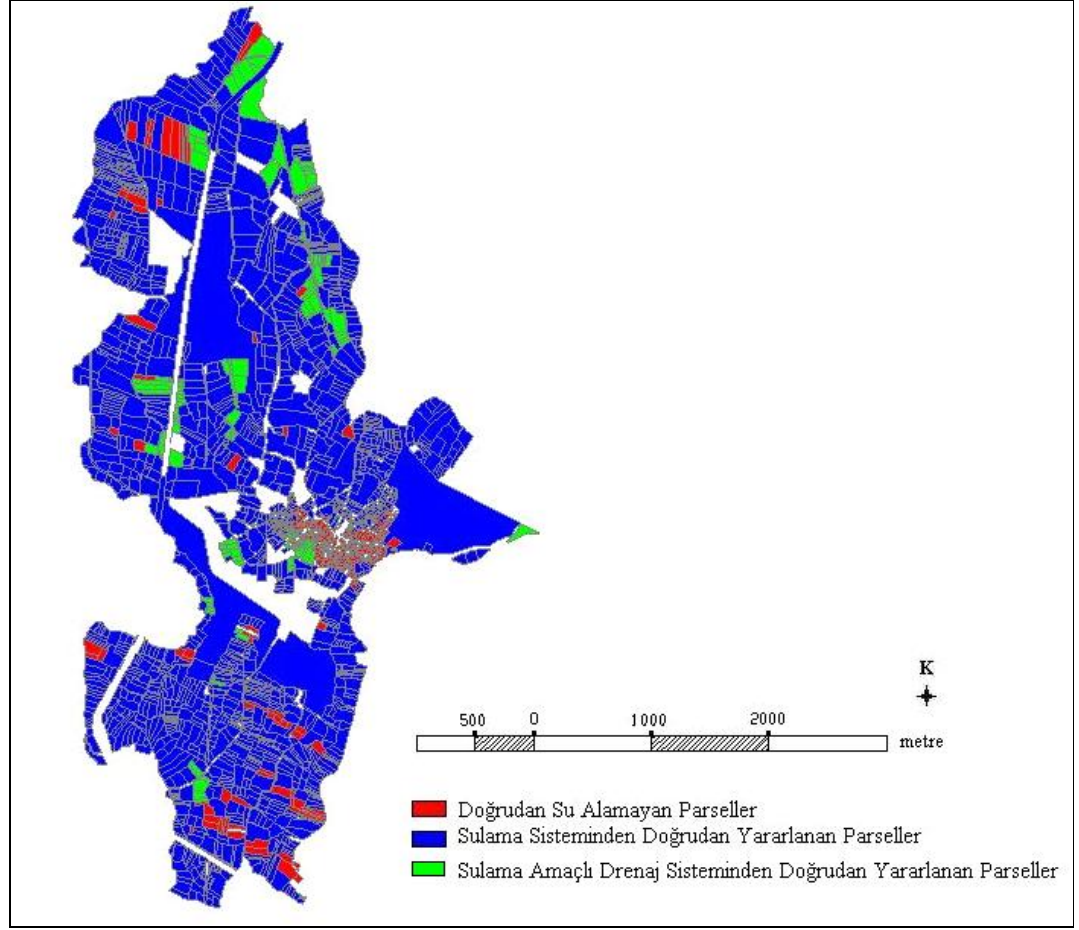 K
500 0 1000 2000
metre
Doğrudan Su Alamayan Parseller
Sulama Sisteminden Doğrudan Yararlanan Parseller
Sulama Amaçlı Drenaj Sisteminden Doğrudan Yararlanan Parseller